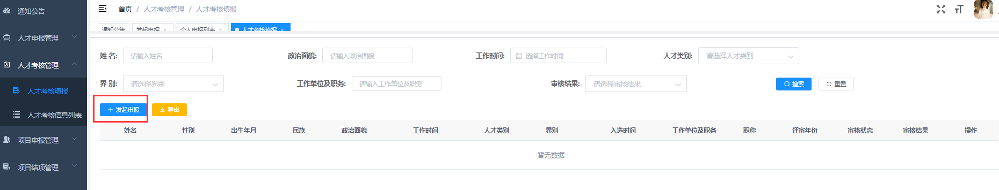 通知公告
人才申报管理
人才考核管理
人才考核填报
人才考核信息列表
项目申报管理
项目结项管理
首页 / 人才考核管理 / 人才考核填报
通知公告 发起申报 × 个人申报列表 × 人才考核填报 ×
姓 名: 请输入姓名 政治面貌: 请输入政治面貌 工作时间: 选择工作时间 人才类别: 请选择人才类别
界 别: 请选择界别 工作单位及职务: 请输入工作单位及职务 审核结果: 请选择审核结果 搜索 重置
发起申报 导出
姓名 性别 出生年月 民族 政治面貌 工作时间 人才类别 界别 入选时间 工作单位及职务 职称 评审年份 审核状态 审核结果 操作
暂无数据